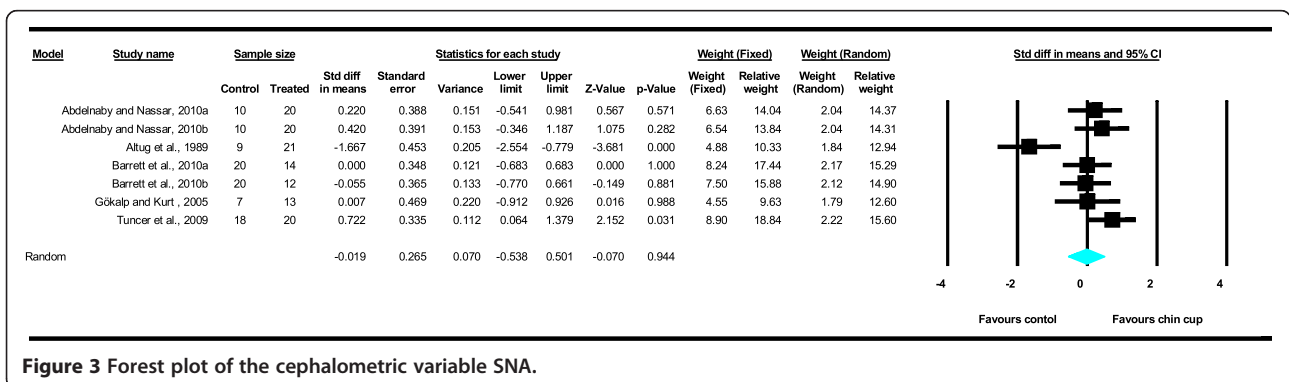 Model Study name Sample size Statistics for each study Weight (Fixed) Weight (Random) Std diff in means and 95% CI
Control Treated Std diff in means Standard error Variance Lower limit Upper limit Z-Value p-Value Weight (Fixed) Relative weight Weight (Random) Relative weight
Abdelnaby and Nassar, 2010a 10 20 0.220 0.388 0.151 -0.541 0.981 0.567 0.571 6.63 14.04 2.04 14.37
Abdelnaby and Nassar, 2010b 10 20 0.420 0.391 0.153 -0.346 1.187 1.075 0.282 6.54 13.84 2.04 14.31
Altug et al., 1989 9 21 -1.667 0.453 0.205 -2.554 -0.779 -3.681 0.000 4.88 10.33 1.84 12.94
Barrett et al., 2010a 20 14 0.000 0.348 0.121 -0.683 0.683 0.000 1.000 8.24 17.44 2.17 15.29
Barrett et al., 2010b 20 12 -0.055 0.365 0.133 -0.770 0.661 -0.149 0.881 7.50 15.88 2.12 14.90
Gökalp and Kurt , 2005 7 13 0.007 0.469 0.220 -0.912 0.926 0.016 0.988 4.55 9.63 1.79 12.60
Tuncer et al., 2009 18 20 0.722 0.335 0.112 0.064 1.379 2.152 0.031 8.90 18.84 2.22 15.60
Random -0.019 0.265 0.070 -0.538 0.501 -0.070 0.944
-4 -2 0 2 4
Favours contol Favours chin cup
Figure 3 Forest plot of the cephalometric variable SNA.